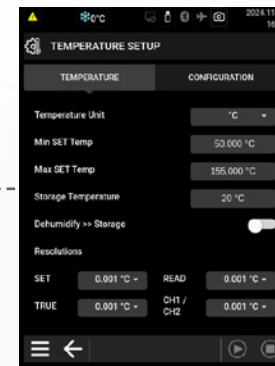 0°C 2024.11
16
TEMPERATURE SETUP
TEMPERATURE CONFIGURATION
Temperature Unit °C
Min SET Temp 50.000 °C
Max SET Temp 155.000 °C
Storage Temperature 20 °C
Dehumidify >> Storage
Resolutions
SET 0.001 °C READ 0.001 °C
TRUE 0.001 °C CH1 / CH2 0.001 °C